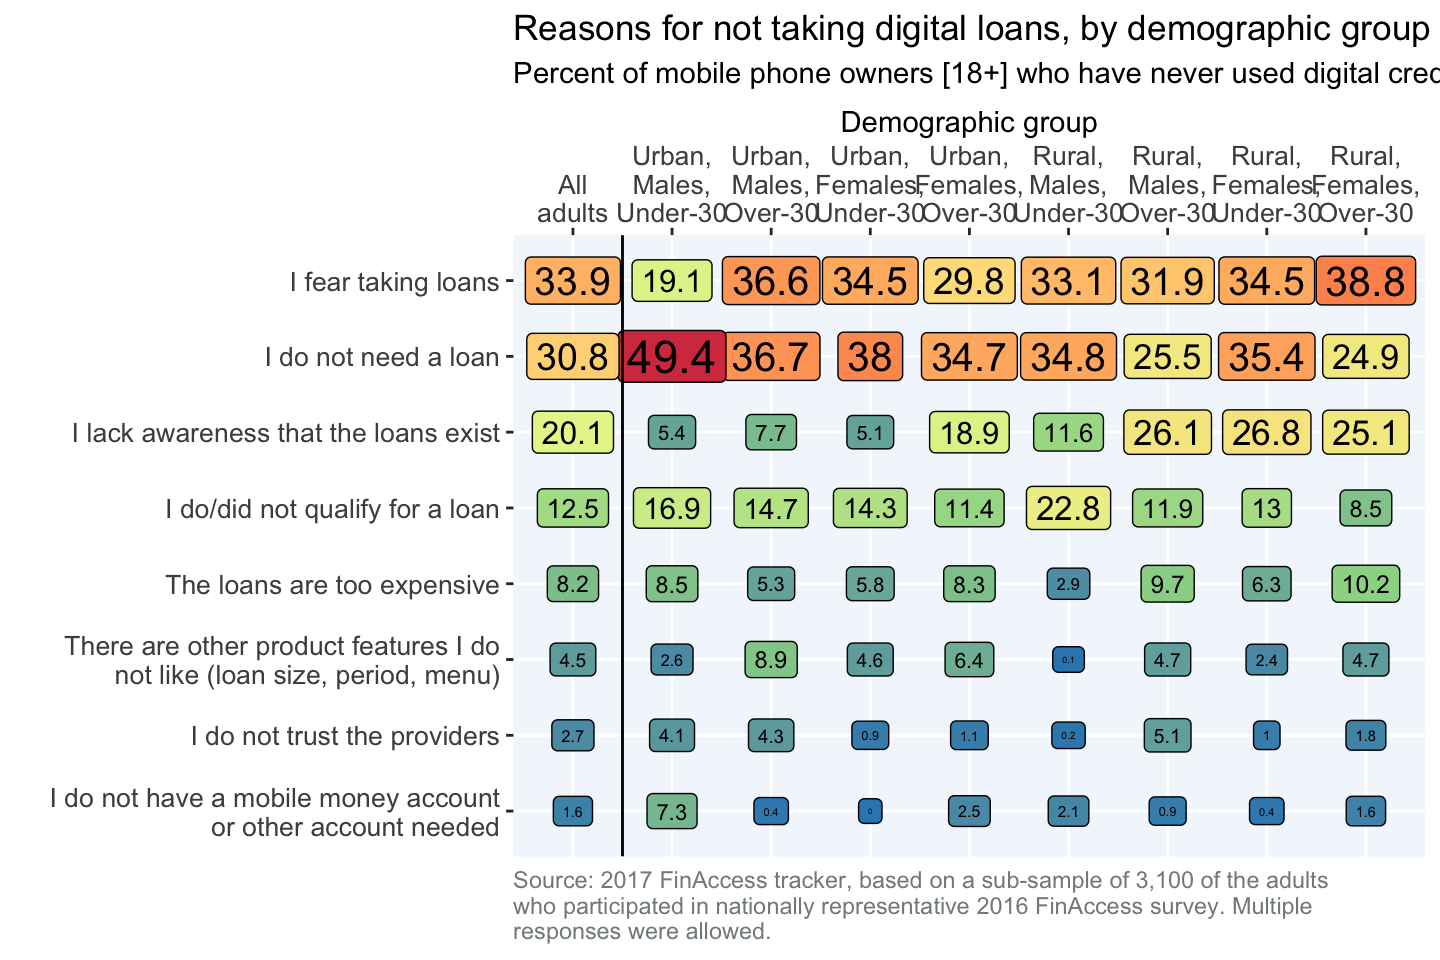 Reasons for not taking digital loans, by demographic group
Percent of mobile phone owners [18+] who have never used digital
Demographic group
All adults
Urban, Males, Under-30
Urban, Males, Over-30
Urban, Females, Under-30
Urban, Females, Over-30
Rural, Males, Under-30
Rural, Males, Over-30
Rural, Females, Under-30
Rural, Females, Over-30
I fear taking loans 33.9 19.1 36.6 34.5 29.8 33.1 31.9 34.5 38.8
I do not need a loan 30.8 49.4 36.7 38 34.7 34.8 25.5 35.4 24.9
I lack awareness that the loans exist 20.1 5.4 7.7 5.1 18.9 11.6 26.1 26.8 25.1
I do/did not qualify for a loan 12.5 16.9 14.7 14.3 11.4 22.8 11.9 13 8.5
The loans are too expensive 8.2 8.5 5.3 5.8 8.3 2.9 9.7 6.3 10.2
There are other product features I do
not like (loan size, period, menu) 4.5 2.6 8.9 4.6 6.4 0.1 4.7 2.4 4.7
I do not trust the providers 2.7 4.1 4.3 0.9 1.1 0.2 5.1 1 1.8
I do not have a mobile money account
or other account needed 1.6 7.3 0.4 0 2.5 2.1 0.9 0.4 1.6
Source: 2017 FinAccess tracker, based on a sub-sample of 3,100 of the adults
who participated in nationally representative 2016 FinAccess survey. Multiple
responses were allowed.